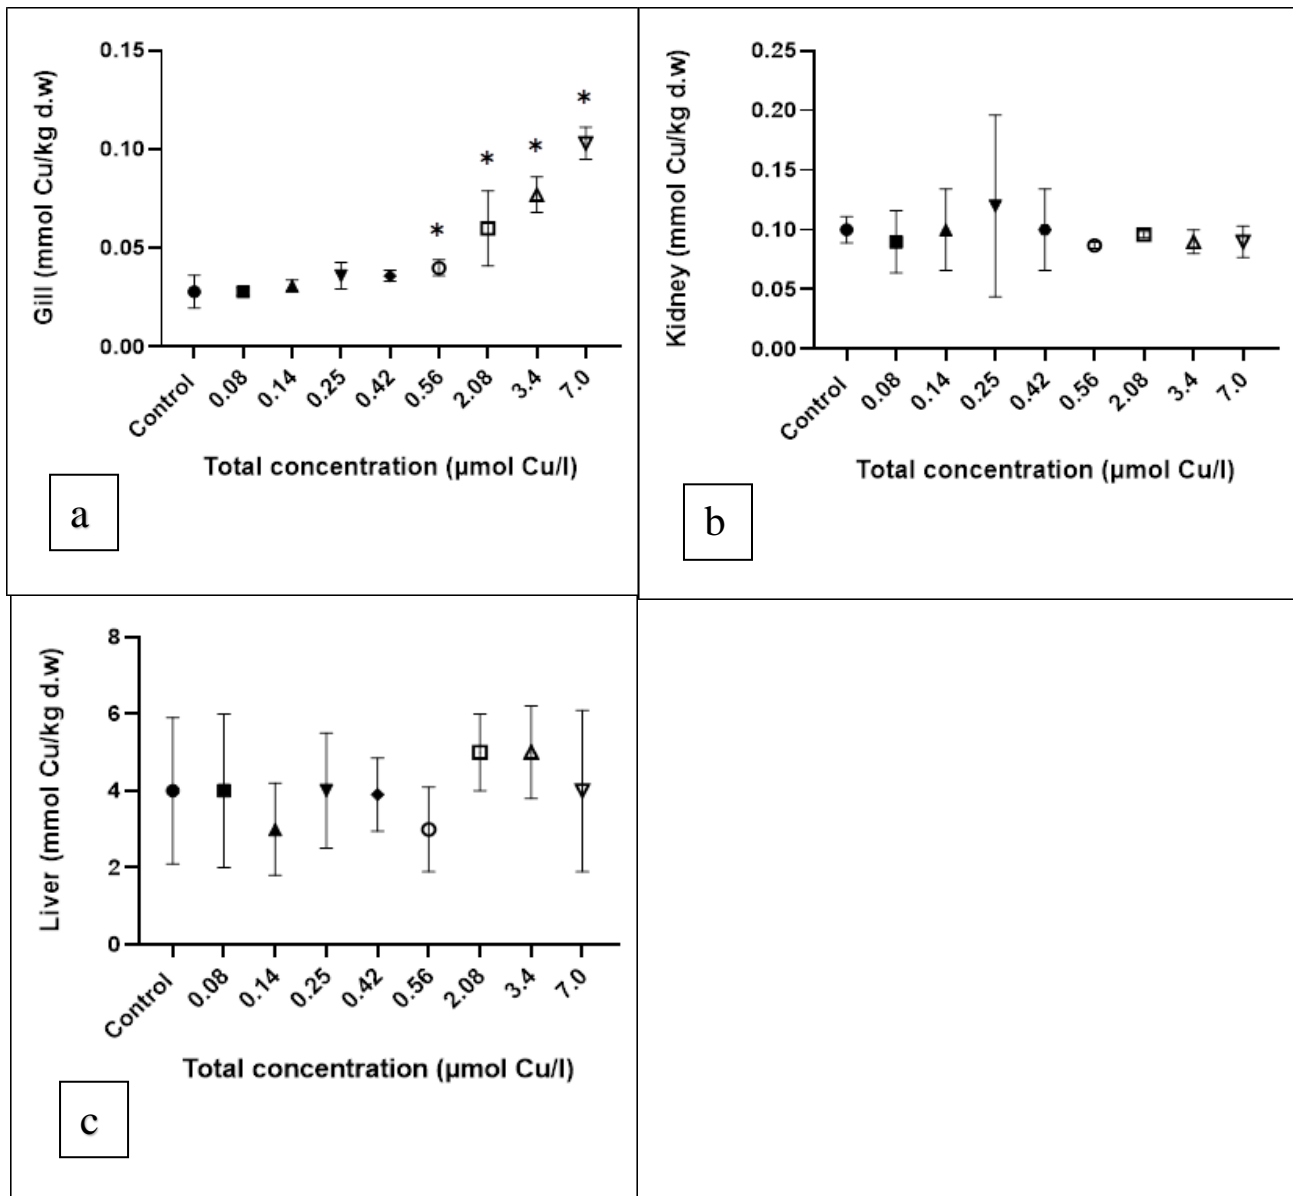 Gill (mmol Cu/kg d.w)
0.15
0.10
0.05
0.00
*
*
*
*
Control 0.08 0.14 0.25 0.42 0.56 2.08 3.4 7.0
Total concentration (µmol Cu/l)
a
Kidney (mmol Cu/kg d.w)
0.25
0.20
0.15
0.10
0.05
0.00
Control 0.08 0.14 0.25 0.42 0.56 2.08 3.4 7.0
Total concentration (µmol Cu/l)
b
Liver (mmol Cu/kg d.w)
8
6
4
2
0
Control 0.08 0.14 0.25 0.42 0.56 2.08 3.4 7.0
Total concentration (µmol Cu/l)
c